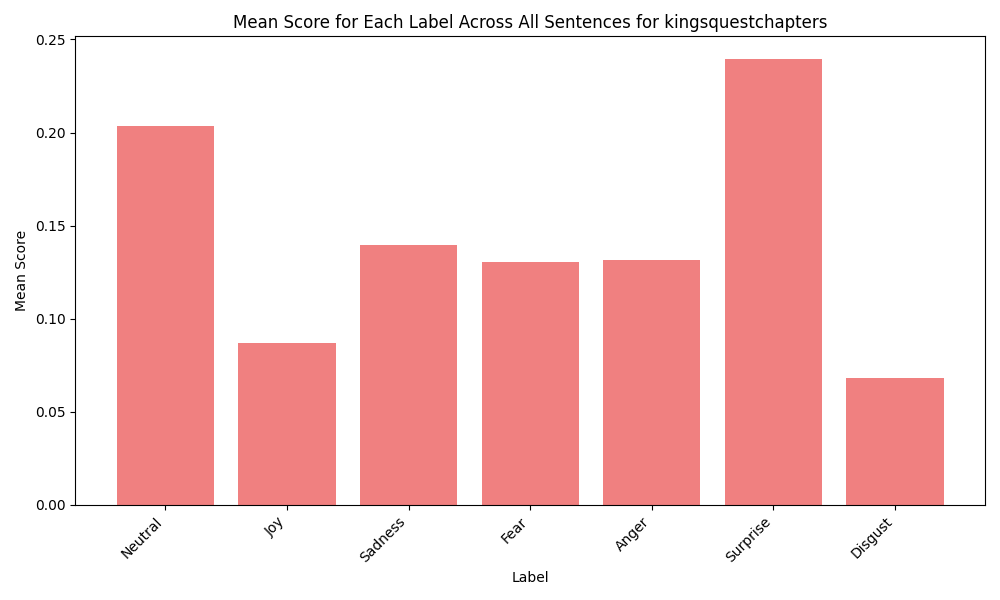 Mean Score for Each Label Across All Sentences for kingsquestchapters
Mean Score
0.25
0.20
0.15
0.10
0.05
0.00
Neutral
Joy
Sadness
Fear
Anger
Surprise
Disgust
Label